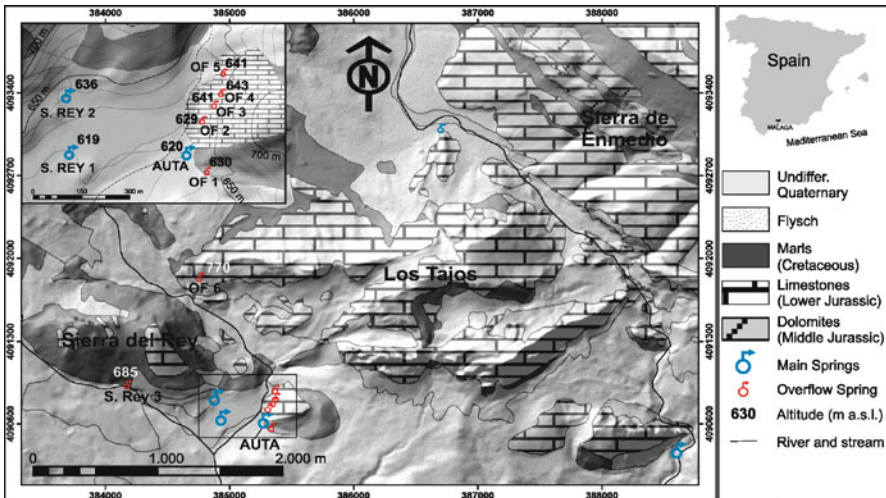 384000 385000 386000 387000 388000
4093400
4092700
4092000
4091300
4090600
700 m
650 m
636
S. REY 2
619
S. REY 1
620
AUTA
OF 5 641
643
OF 4
641
OF 3
629
OF 2
630
OF 1
700 m
650 m
0 150 300 m
N
Sierra de
Enmedio
Los Tajos
770
OF 6
Sierra del Rey
685
S. Rey 3
AUTA
0 1.000 2.000 m
384000 385000 386000 387000 388000
Spain
MALAGA
Mediterranean Sea
Undiffer.
Quaternary
Flysch
Marls
(Cretaceous)
Limestones
(Lower Jurassic)
Dolomites
(Middle Jurassic)
Main Springs
Overflow Spring
630 Altitude (m a.s.l.)
River and stream